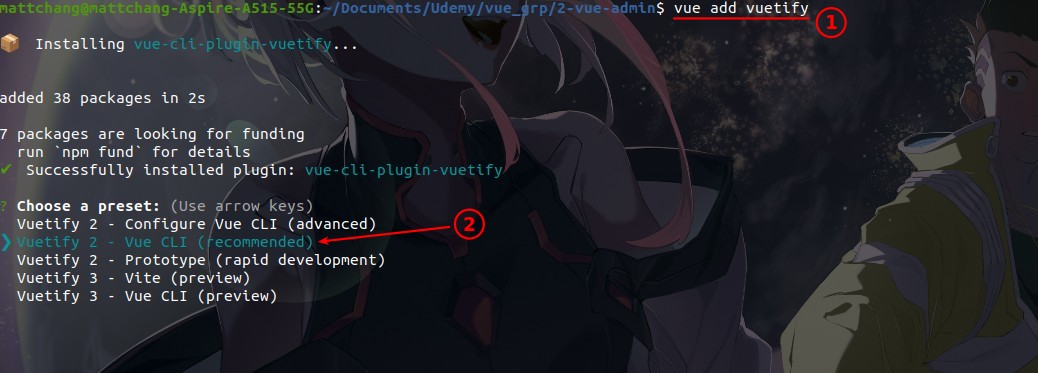 mattchang@mattchang-Aspire-A515-55G:~/Documents/Udemy/vue_grp/2-vue-admin$ vue add vuetify
1
📦 Installing vue-cli-plugin-vuetify...
added 38 packages in 2s
7 packages are looking for funding
run `npm fund` for details
✔ Successfully installed plugin: vue-cli-plugin-vuetify
? Choose a preset: (Use arrow keys)
Vuetify 2 - Configure Vue CLI (advanced)
❯ Vuetify 2 - Vue CLI (recommended)
2
Vuetify 2 - Prototype (rapid development)
Vuetify 3 - Vite (preview)
Vuetify 3 - Vue CLI (preview)